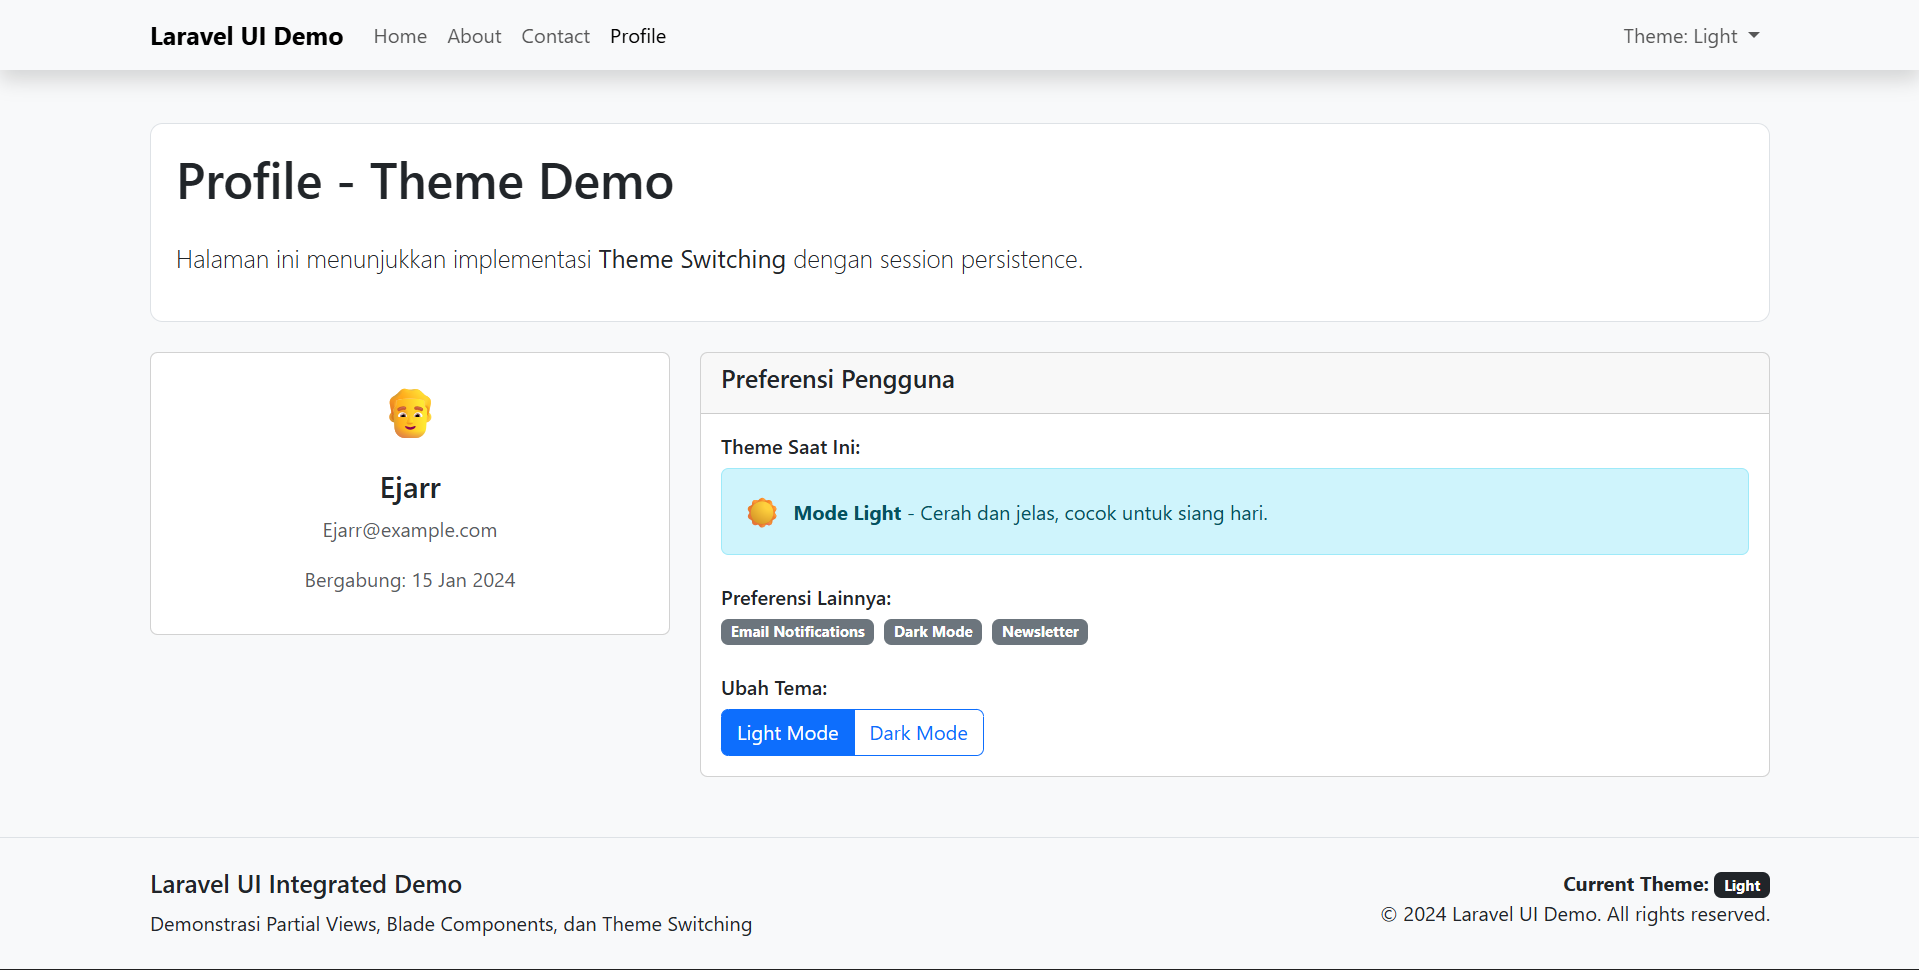 Laravel UI Demo Home About Contact Profile Theme: Light
Profile - Theme Demo
Halaman ini menunjukkan implementasi Theme Switching dengan session persistence.
Ejarr
Ejarr@example.com
Bergabung: 15 Jan 2024
Preferensi Pengguna
Theme Saat Ini:
Mode Light - Cerah dan jelas, cocok untuk siang hari.
Preferensi Lainnya:
Email Notifications Dark Mode Newsletter
Ubah Tema:
Light Mode Dark Mode
Laravel UI Integrated Demo
Demonstrasi Partial Views, Blade Components, dan Theme Switching
Current Theme: Light
© 2024 Laravel UI Demo. All rights reserved.